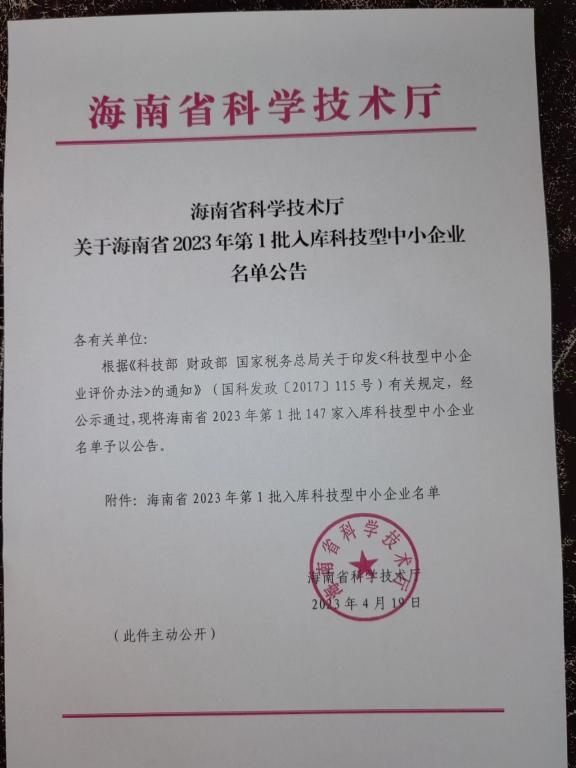 海南省科学技术厅
海南省科学技术厅
关于海南省2023年第1批入库科技型中小企业
名单公告
各有关单位:
根据《科技部 财政部 国家税务总局关于印发<科技型中小企
业评价办法>的通知》(国科发政〔2017〕115号)有关规定，经
公示通过,现将海南省2023年第1批147家入库科技型中小企业
名单予以公告。
附件：海南省2023年第1批入库科技型中小企业名单
海南省科学技术厅
海南省科学技术厅
2023年4月19日
（此件主动公开）